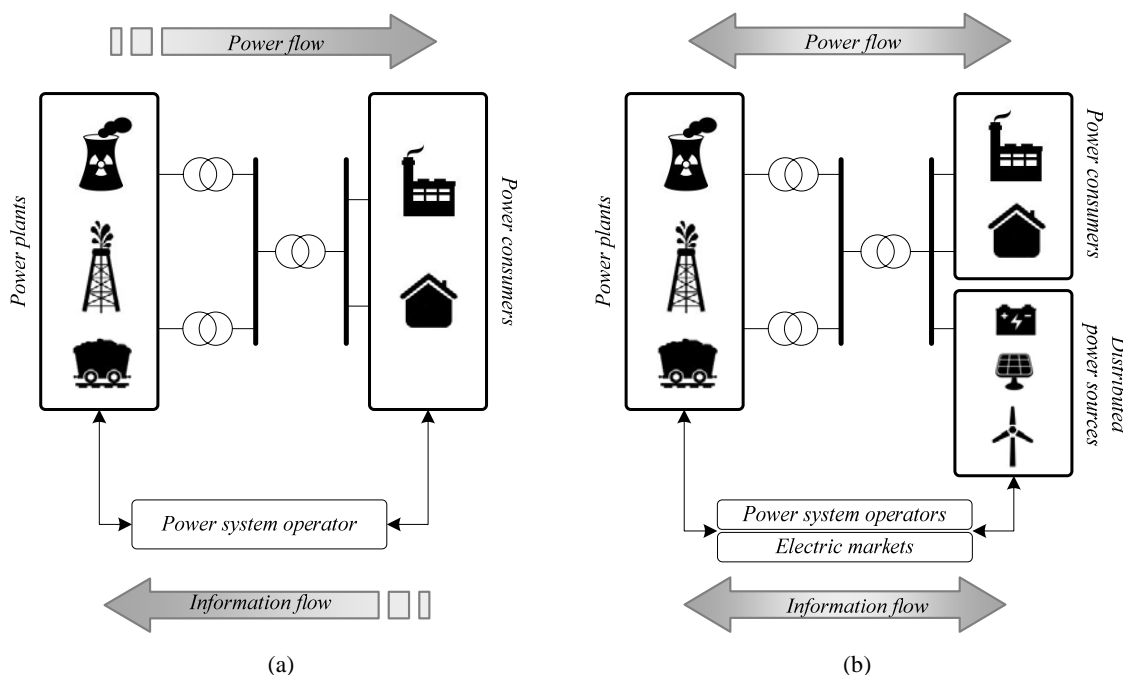 Power flow
Power plants
Power consumers
Power system operator
Information flow
(a)
Power flow
Power plants
Power consumers
Distributed
power sources
Power system operators
Electric markets
Information flow
(b)